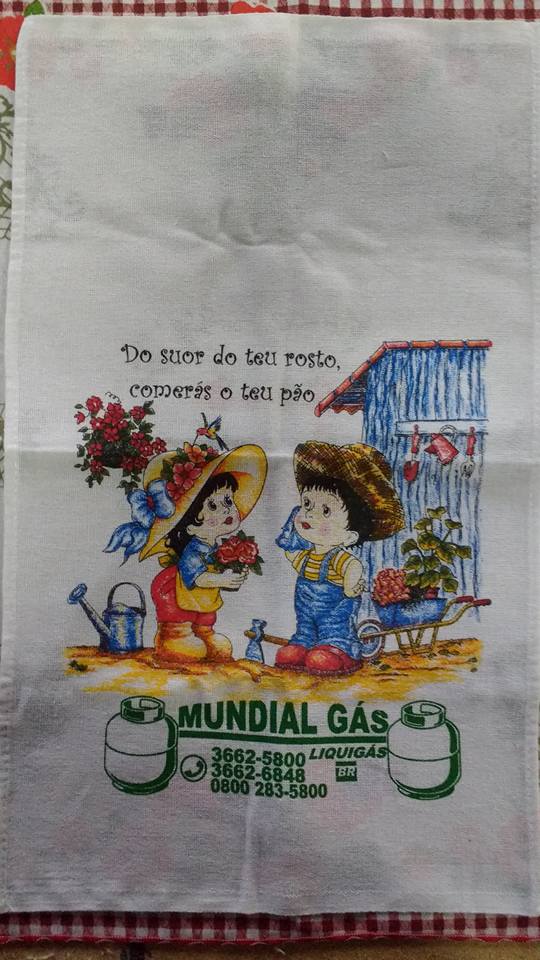 Do suor do teu rosto,
comerás o teu pão
MUNDIAL GÁS
3662-5800
3662-6848
0800 283-5800
LIQUIGÁS
BR